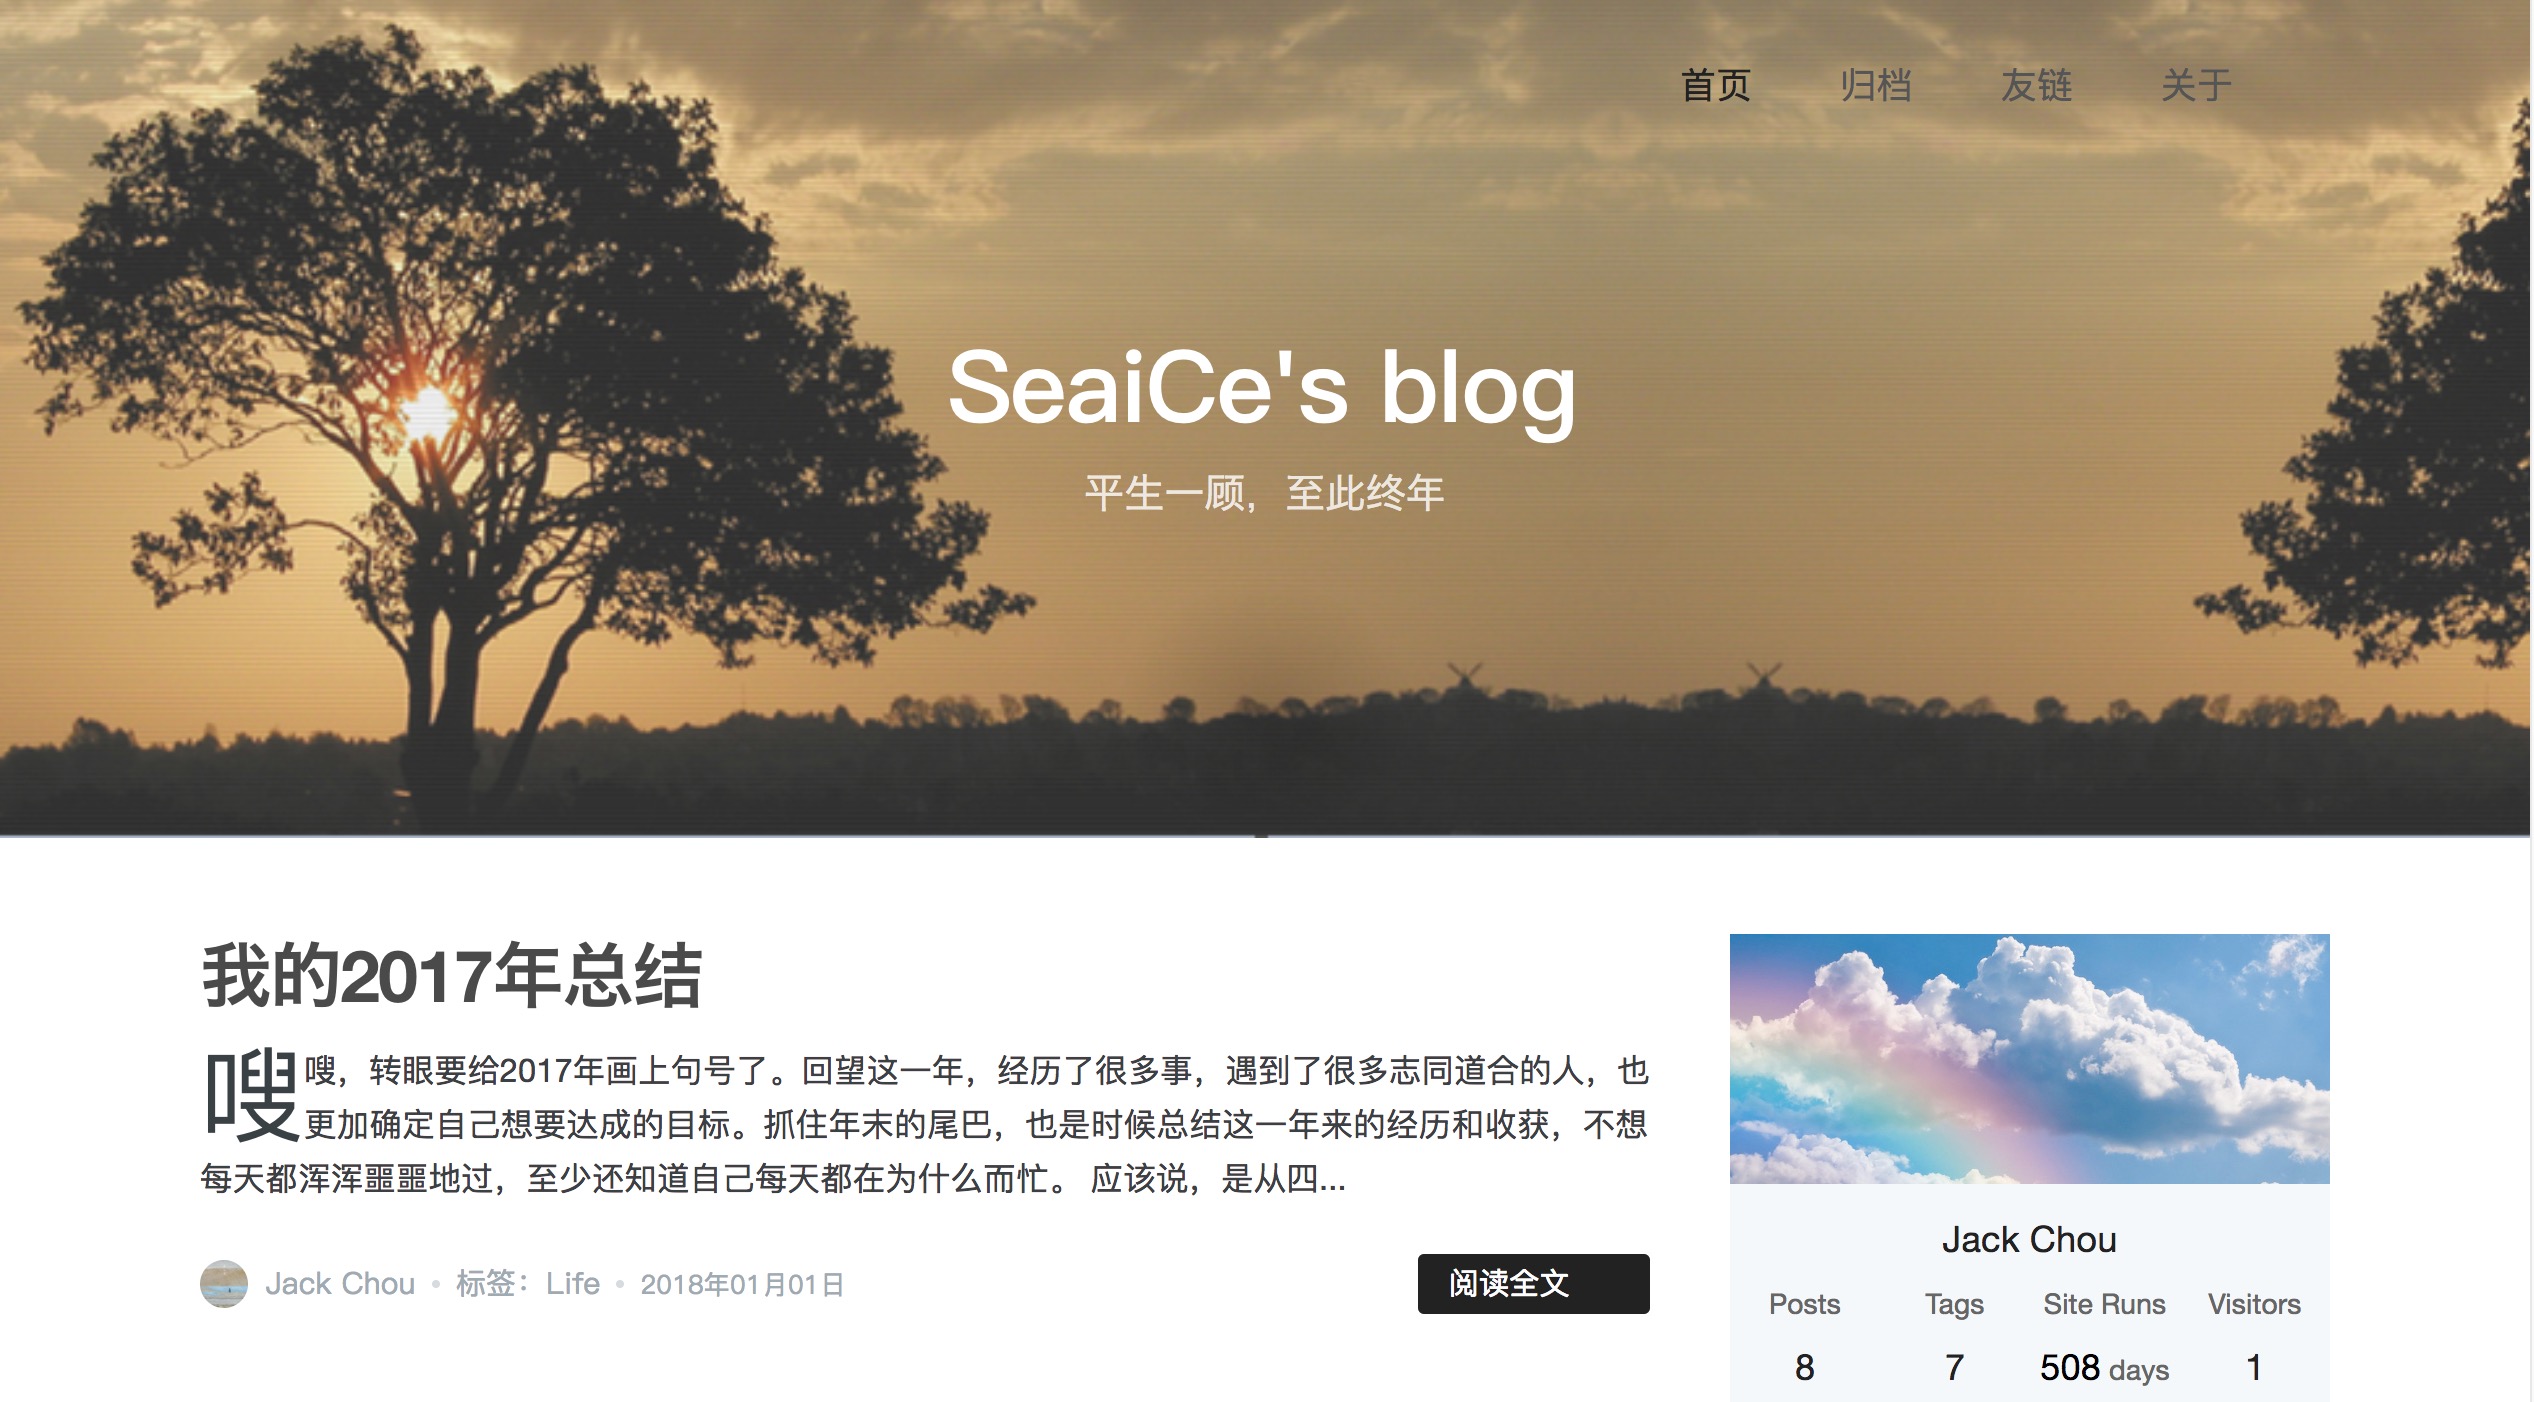 首页 归档 友链 关于
SeaiCe's blog
平生一顾，至此终年
我的2017年总结
嗖嗖，转眼要给2017年画上句号了。回望这一年，经历了很多事，遇到了很多志同道合的人，也
更加确定自己想要达成的目标。抓住年末的尾巴，也是时候总结这一年来的经历和收获，不想
每天都浑浑噩噩地过，至少还知道自己每天都在为什么而忙。 应该说，是从四...
Jack Chou • 标签：Life • 2018年01月01日
阅读全文
Jack Chou
Posts Tags Site Runs Visitors
8 7 508 days 1